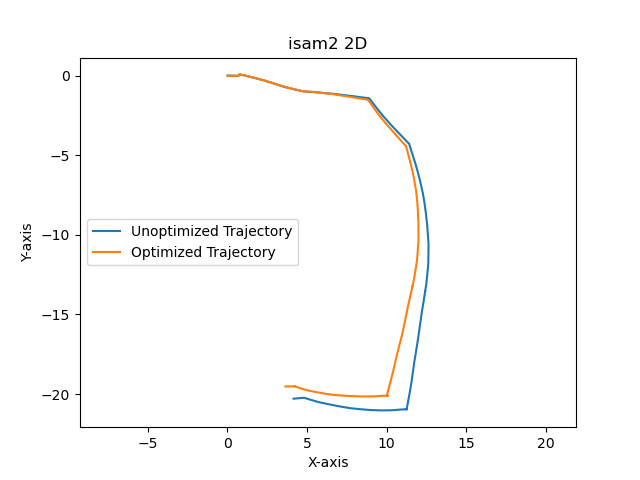 isam2 2D
0
−5
−10
−15
−20
Y-axis
Unoptimized Trajectory
Optimized Trajectory
−5
0
5
10
15
20
X-axis